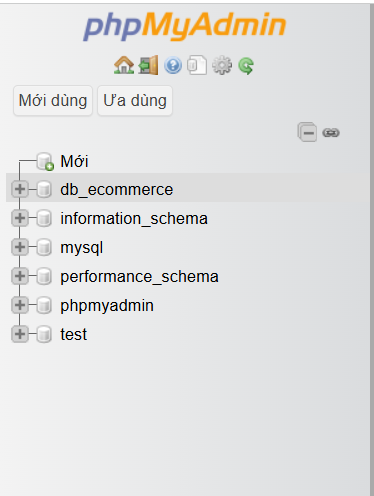 phpMyAdmin
Mới dùng Ưa dùng
Mới
db_ecommerce
information_schema
mysql
performance_schema
phpmyadmin
test